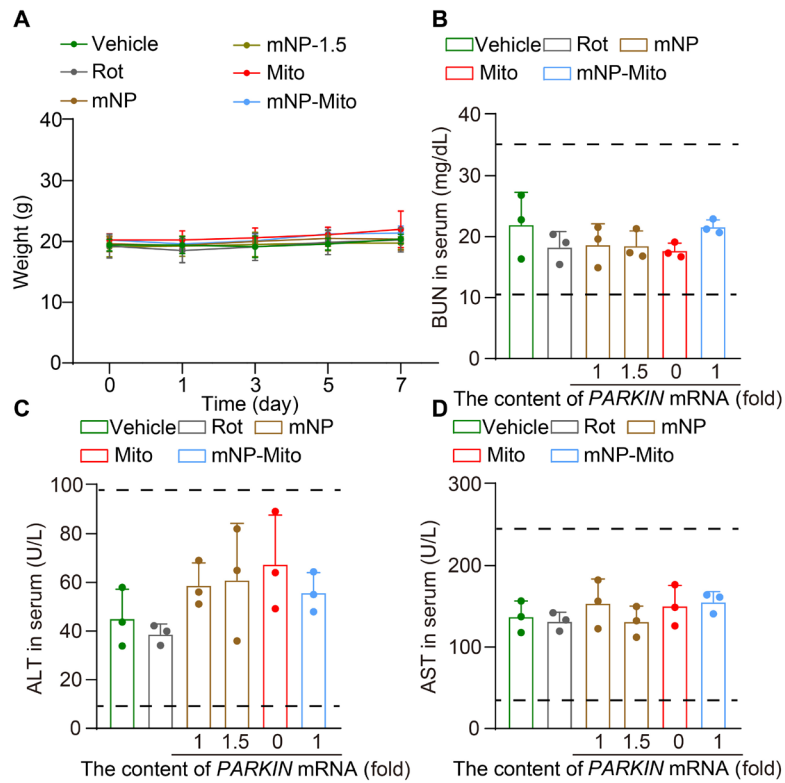 A
Vehicle mNP-1.5
Rot Mito
mNP mNP-Mito
Weight (g)
40
30
20
10
0
0 1 3 5 7
Time (day)
B
Vehicle Rot mNP
Mito mNP-Mito
BUN in serum (mg/dL)
40
30
20
10
0
1 1.5 0 1
The content of PARKIN mRNA (fold)
C
Vehicle Rot mNP
Mito mNP-Mito
ALT in serum (U/L)
100
80
60
40
20
0
1 1.5 0 1
The content of PARKIN mRNA (fold)
D
Vehicle Rot mNP
Mito mNP-Mito
AST in serum (U/L)
300
200
100
0
1 1.5 0 1
The content of PARKIN mRNA (fold)